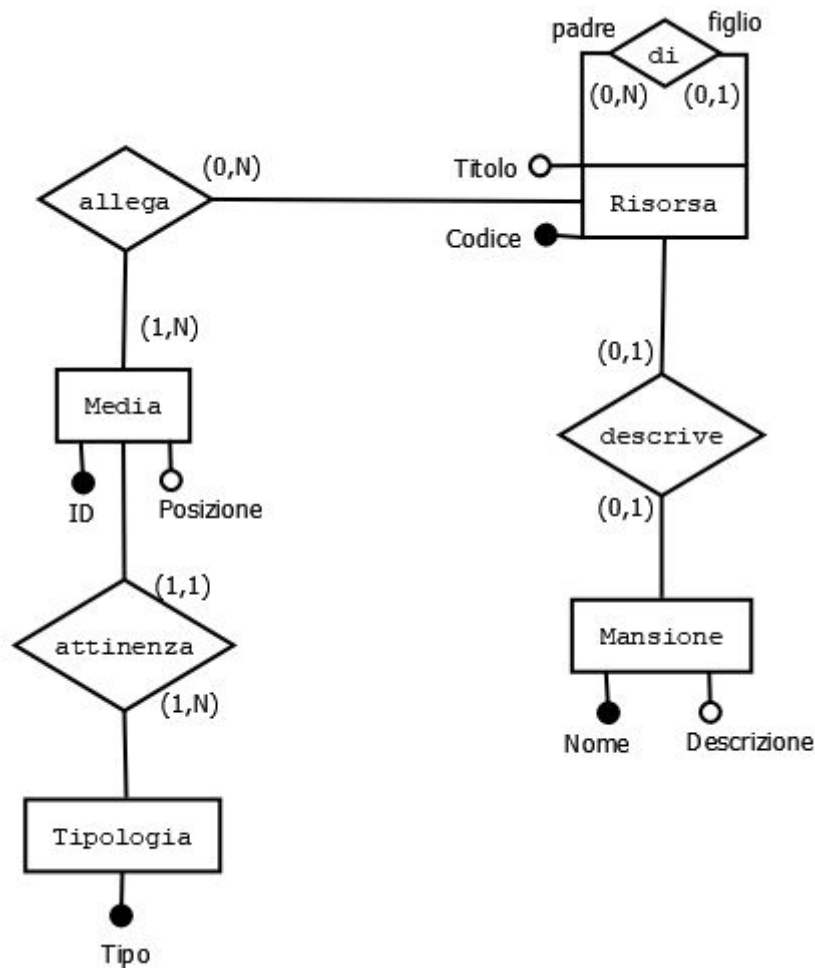 padre
figlio
di
(0,N)
(0,1)
(0,N)
Titolo
allega
Risorsa
Codice
(1,N)
(0,1)
Media
descrive
ID
Posizione
(0,1)
(1,1)
attinenza
Mansione
(1,N)
Nome
Descrizione
Tipologia
Tipo